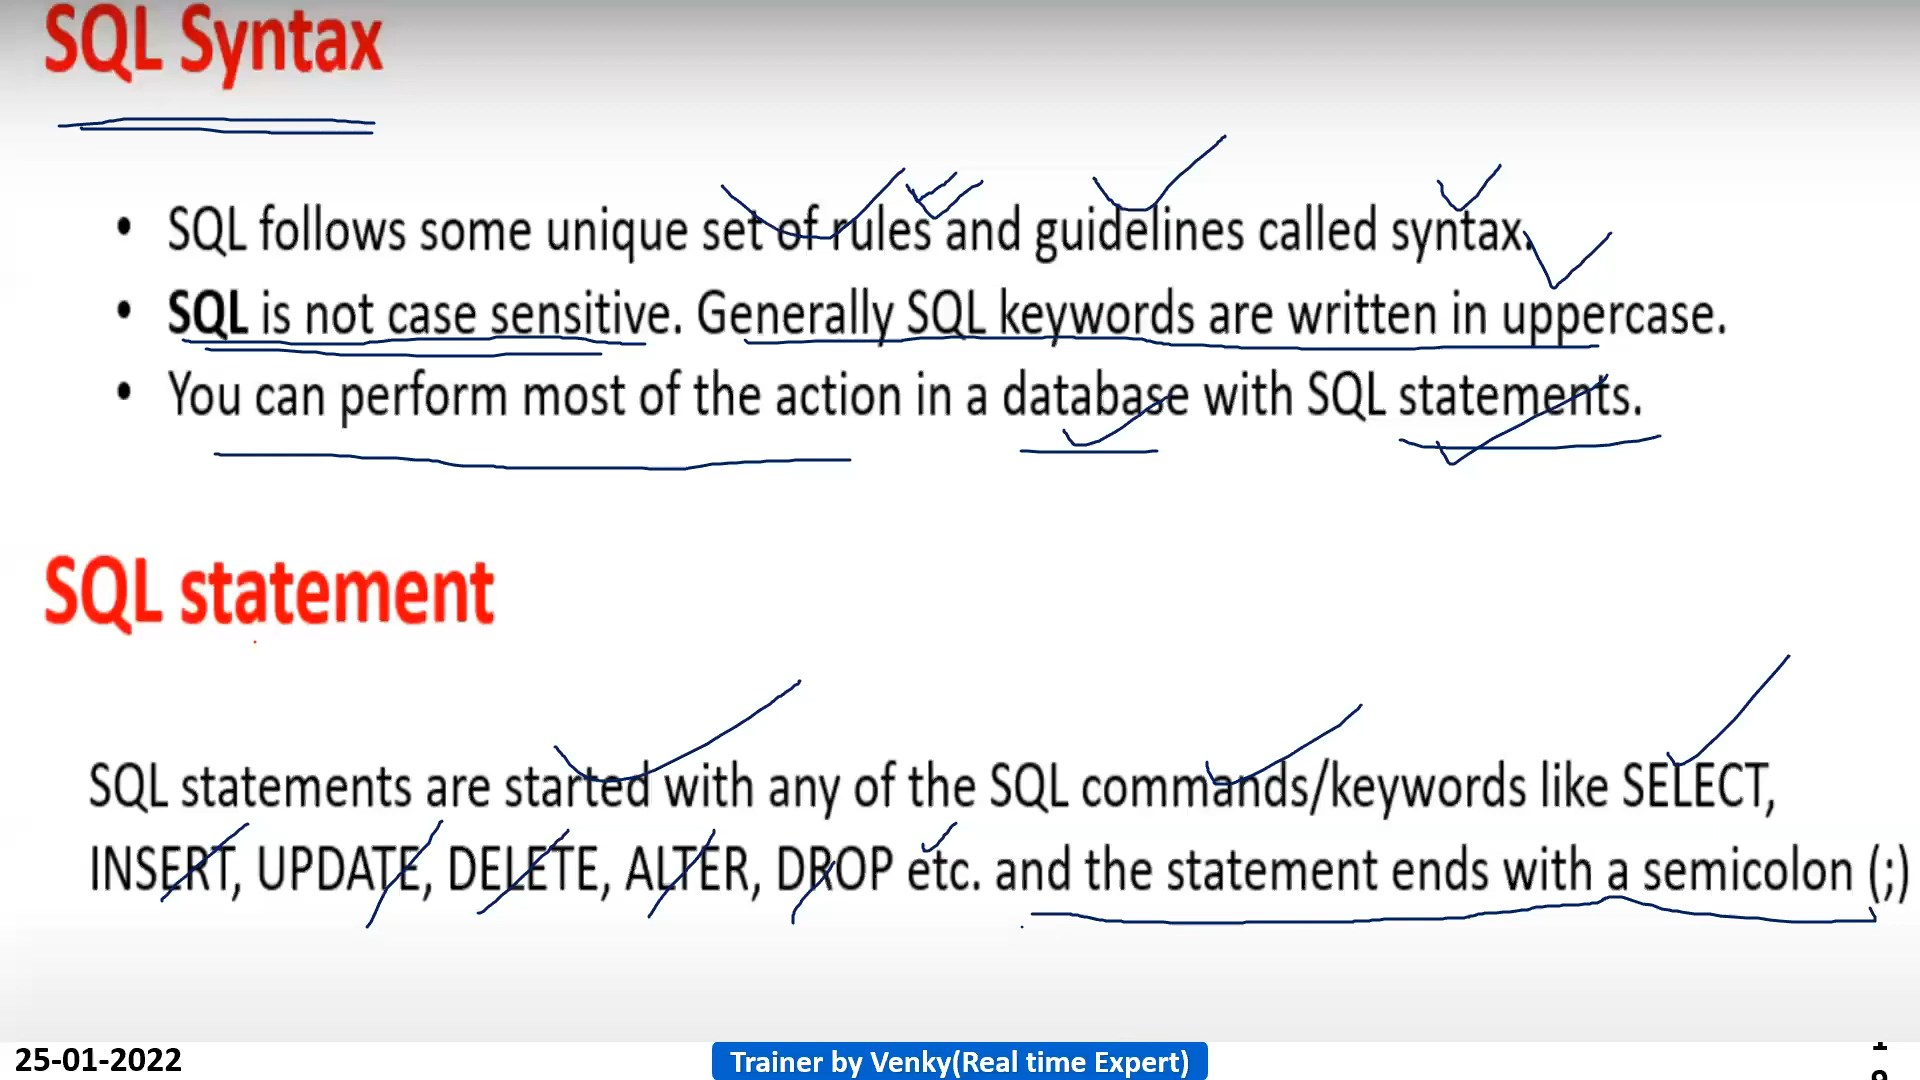 SQL Syntax
• SQL follows some unique set of rules and guidelines called syntax.
• SQL is not case sensitive. Generally SQL keywords are written in uppercase.
• You can perform most of the action in a database with SQL statements.
SQL statement
SQL statements are started with any of the SQL commands/keywords like SELECT,
INSERT, UPDATE, DELETE, ALTER, DROP etc. and the statement ends with a semicolon (;)
25-01-2022
Trainer by Venky(Real time Expert)